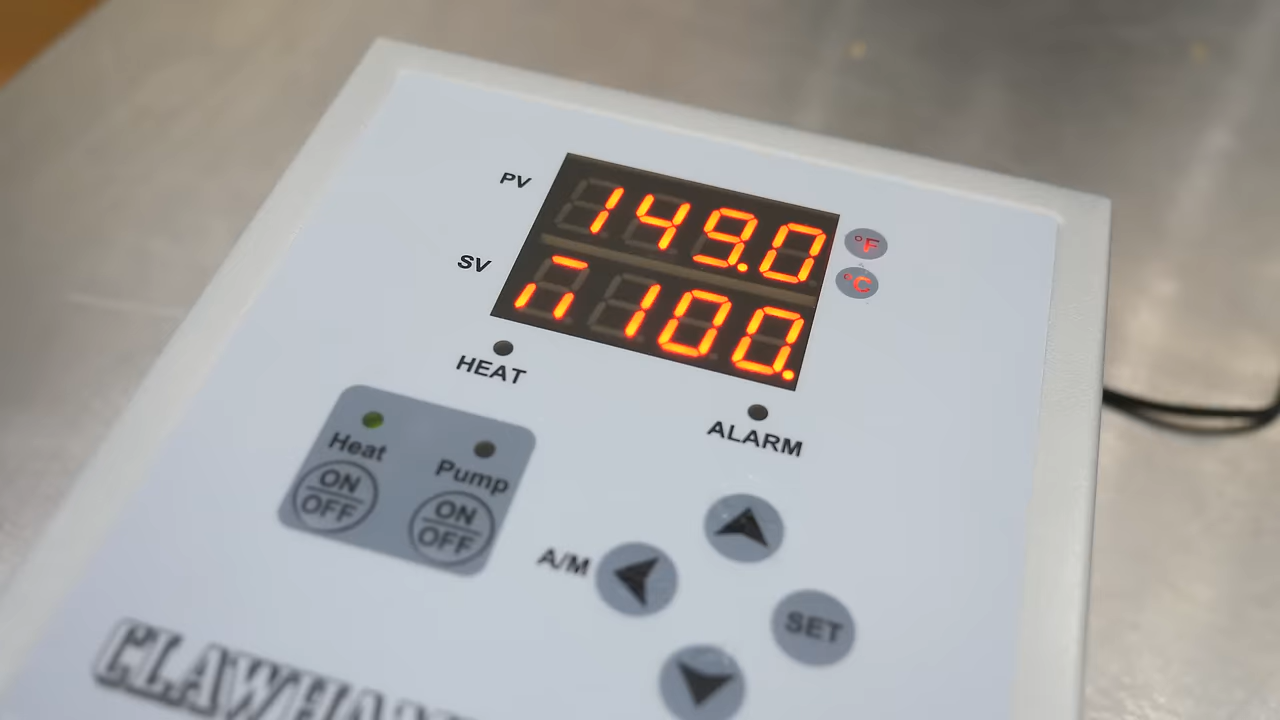 PV 149.0 °F
SV n 100. °C
HEAT
ALARM
Heat Pump
ON OFF ON OFF
A/M
SET